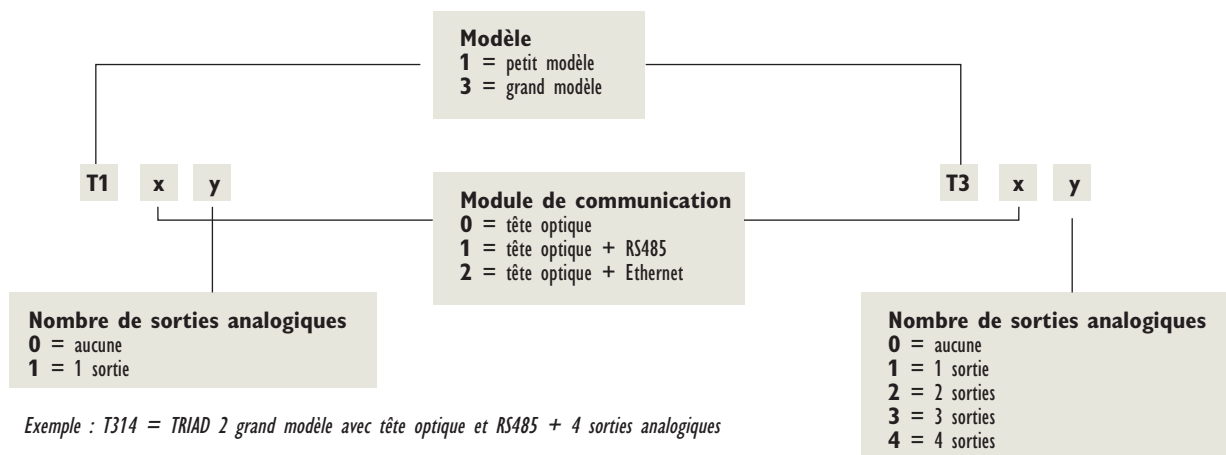 Modèle
1 = petit modèle
3 = grand modèle
T1 x y
T3 x y
Module de communication
0 = tête optique
1 = tête optique + RS485
2 = tête optique + Ethernet
Nombre de sorties analogiques
0 = aucune
1 = 1 sortie
Nombre de sorties analogiques
0 = aucune
1 = 1 sortie
2 = 2 sorties
3 = 3 sorties
4 = 4 sorties
Exemple : T314 = TRIAD 2 grand modèle avec tête optique et RS485 + 4 sorties analogiques